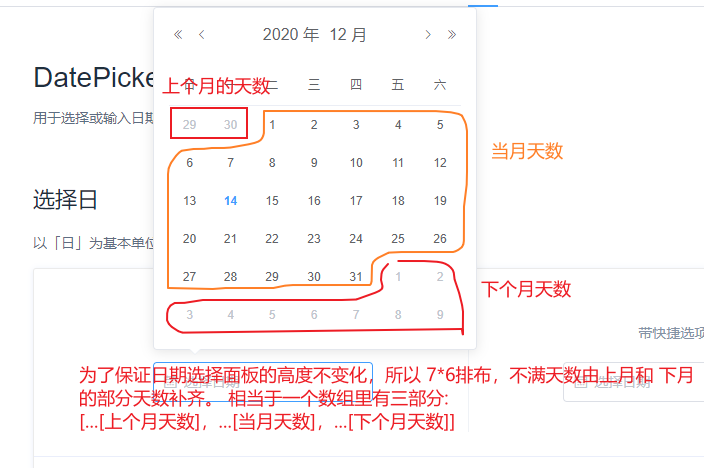 2020 年 12 月
DatePicke
上个月的天数
二 三 四 五 六
用于选择或输入日期
29 30 1 2 3 4 5
当月天数
6 7 8 9 10 11 12
选择日
13 14 15 16 17 18 19
以「日」为基本单位
20 21 22 23 24 25 26
27 28 29 30 31 1 2
下个月天数
3 4 5 6 7 8 9
带快捷选项
选择日期
选择日期
为了保证日期选择面板的高度不变化，所以 7*6排布，不满天数由上月和 下月
的部分天数补齐。 相当于一个数组里有三部分:
[...[上个月天数]，...[当月天数]，...[下个月天数]]